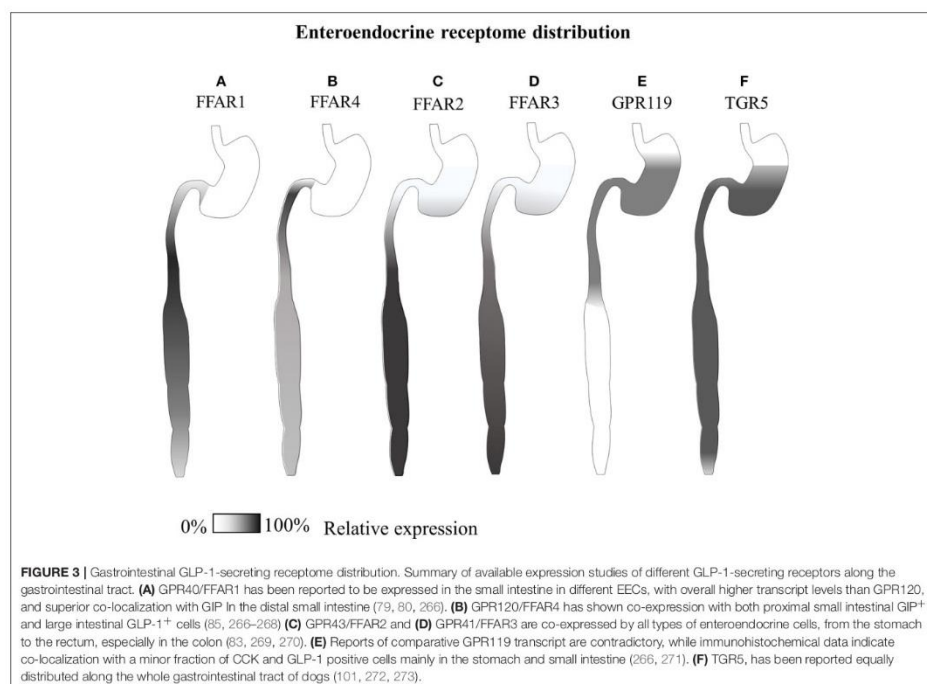 Enteroendocrine receptome distribution
A B C D E F
FFAR1 FFAR4 FFAR2 FFAR3 GPR119 TGR5
0% 100% Relative expression
FIGURE 3 | Gastrointestinal GLP-1-secreting receptome distribution. Summary of available expression studies of different GLP-1-secreting receptors along the
gastrointestinal tract. (A) GPR40/FFAR1 has been reported to be expressed in the small intestine in different EECs, with overall higher transcript levels than GPR120,
and superior co-localization with GIP In the distal small intestine (79, 80, 266). (B) GPR120/FFAR4 has shown co-expression with both proximal small intestinal GIP⁺
and large intestinal GLP-1⁺ cells (85, 266–268) (C) GPR43/FFAR2 and (D) GPR41/FFAR3 are co-expressed by all types of enteroendocrine cells, from the stomach
to the rectum, especially in the colon (83, 269, 270). (E) Reports of comparative GPR119 transcript are contradictory, while immunohistochemical data indicate
co-localization with a minor fraction of CCK and GLP-1 positive cells mainly in the stomach and small intestine (266, 271). (F) TGR5, has been reported equally
distributed along the whole gastrointestinal tract of dogs (101, 272, 273).